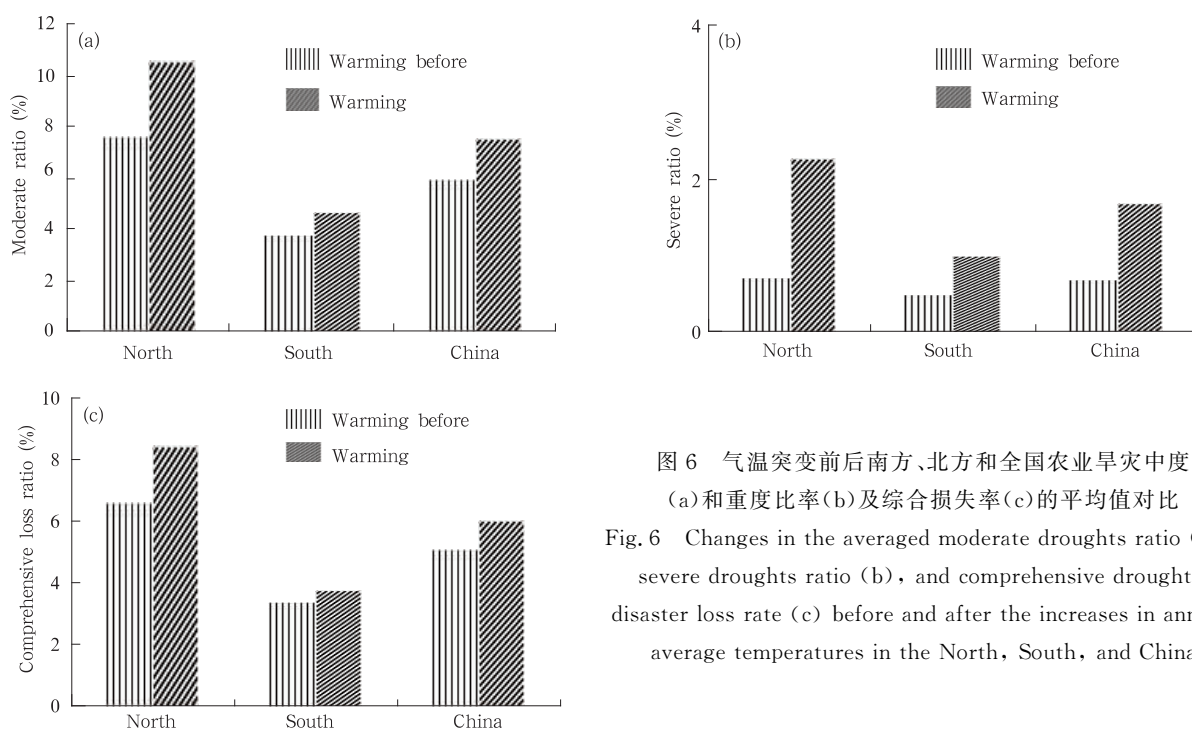 12
10
8
6
4
2
0
Moderate ratio (%)
(a)
Warming before
Warming
North South China
4
2
0
Severe ratio (%)
(b)
Warming before
Warming
North South China
10
8
6
4
2
0
Comprehensive loss ratio (%)
(c)
Warming before
Warming
North South China
图 6 气温突变前后南方、北方和全国农业旱灾中度
(a)和重度比率(b)及综合损失率(c)的平均值对比
Fig. 6 Changes in the averaged moderate droughts ratio
severe droughts ratio (b), and comprehensive drought
disaster loss rate (c) before and after the increases in
average temperatures in the North, South, and China